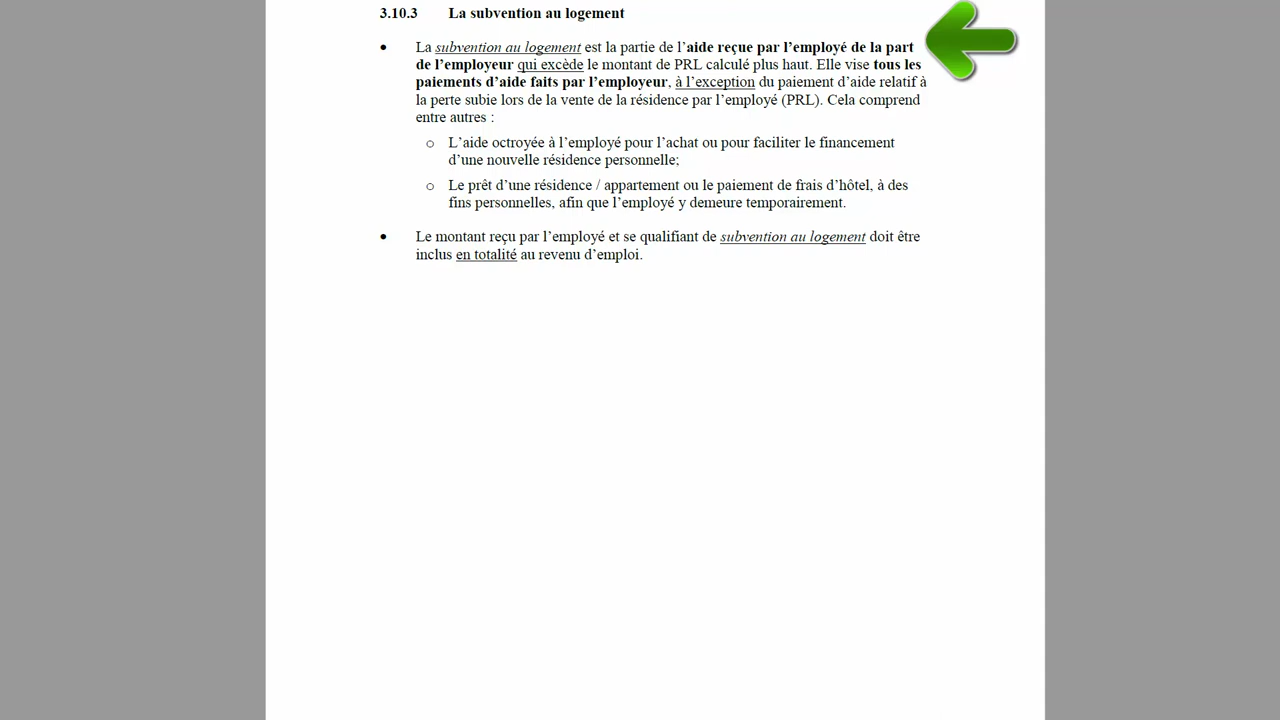 3.10.3 La subvention au logement
• La subvention au logement est la partie de l’aide reçue par l’employé de la part
de l’employeur qui excède le montant de PRL calculé plus haut. Elle vise tous les
paiements d’aide faits par l’employeur, à l’exception du paiement d’aide relatif à
la perte subie lors de la vente de la résidence par l’employé (PRL). Cela comprend
entre autres :
o L’aide octroyée à l’employé pour l’achat ou pour faciliter le financement
d’une nouvelle résidence personnelle;
o Le prêt d’une résidence / appartement ou le paiement de frais d’hôtel, à des
fins personnelles, afin que l’employé y demeure temporairement.
• Le montant reçu par l’employé et se qualifiant de subvention au logement doit être
inclus en totalité au revenu d’emploi.